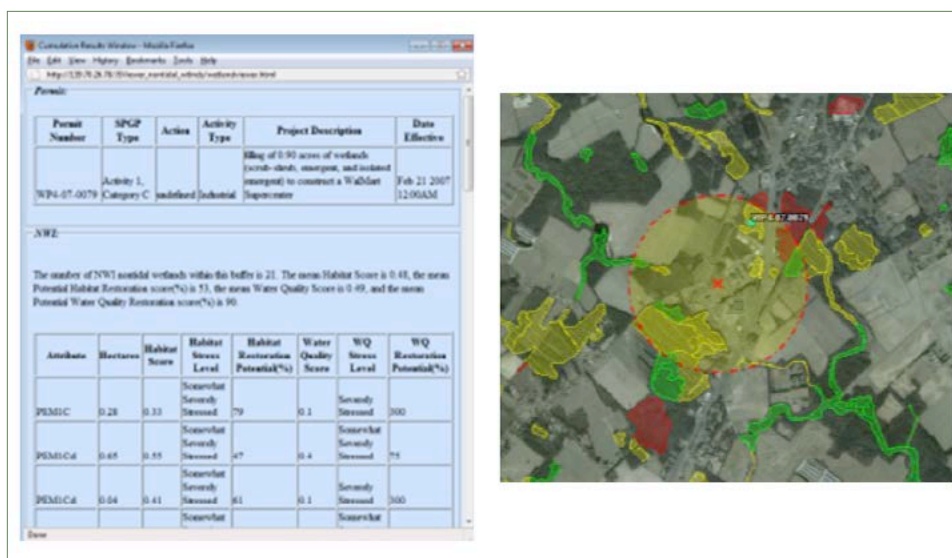 Cumulative Results Window - Mozilla Firefox
File Edit View History Bookmarks Tools Help
Permit:
Permit Number
SPGP Type
Action
Activity Type
Project Description
Date Effective
WP4-07-0079
Activity 1, Category C
undefined
Industrial
filling of 0.90 acres of wetlands
(scrub-shrub, emergent, and isolated
emergent) to construct a WalMart
Supercenter
Feb 21 2007 12:00AM
NWI:
The number of NWI nontidal wetlands within this buffer is 21. The mean Habitat Score is 0.48, the mean
Potential Habitat Restoration score(%) is 53, the mean Water Quality Score is 0.49, and the mean
Potential Water Quality Restoration score(%) is 90.
Attribute
Hectares
Habitat Score
Habitat Stress Level
Habitat Restoration Potential(%)
Water Quality Score
WQ Stress Level
WQ Restoration Potential(%)
PEM1C
0.28
0.33
Somewhat Severely Stressed
79
0.1
Severely Stressed
300
PEM1Cd
0.65
0.55
Somewhat Severely Stressed
47
0.4
Somewhat Severely Stressed
75
PEM1Cd
0.04
0.41
Somewhat Severely Stressed
61
0.1
Severely Stressed
300
Somewhat
Somewhat
Done
WP4-07-0079